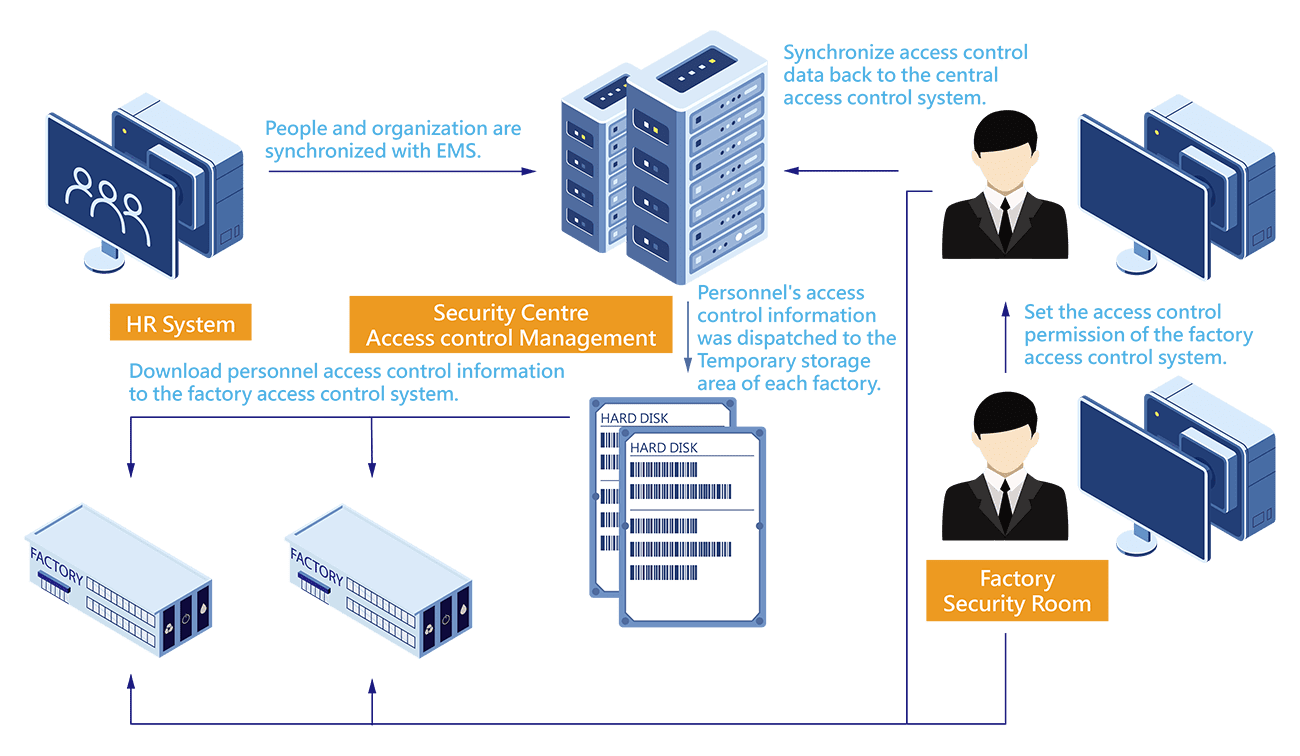 Synchronize access control
data back to the central
access control system.
People and organization are
synchronized with EMS.
HR System
Security Centre
Access control Management
Personnel's access
control information
was dispatched to the
Temporary storage
area of each factory.
Set the access control
permission of the factory
access control system.
Download personnel access control information
to the factory access control system.
HARD DISK
HARD DISK
FACTORY
FACTORY
Factory
Security Room